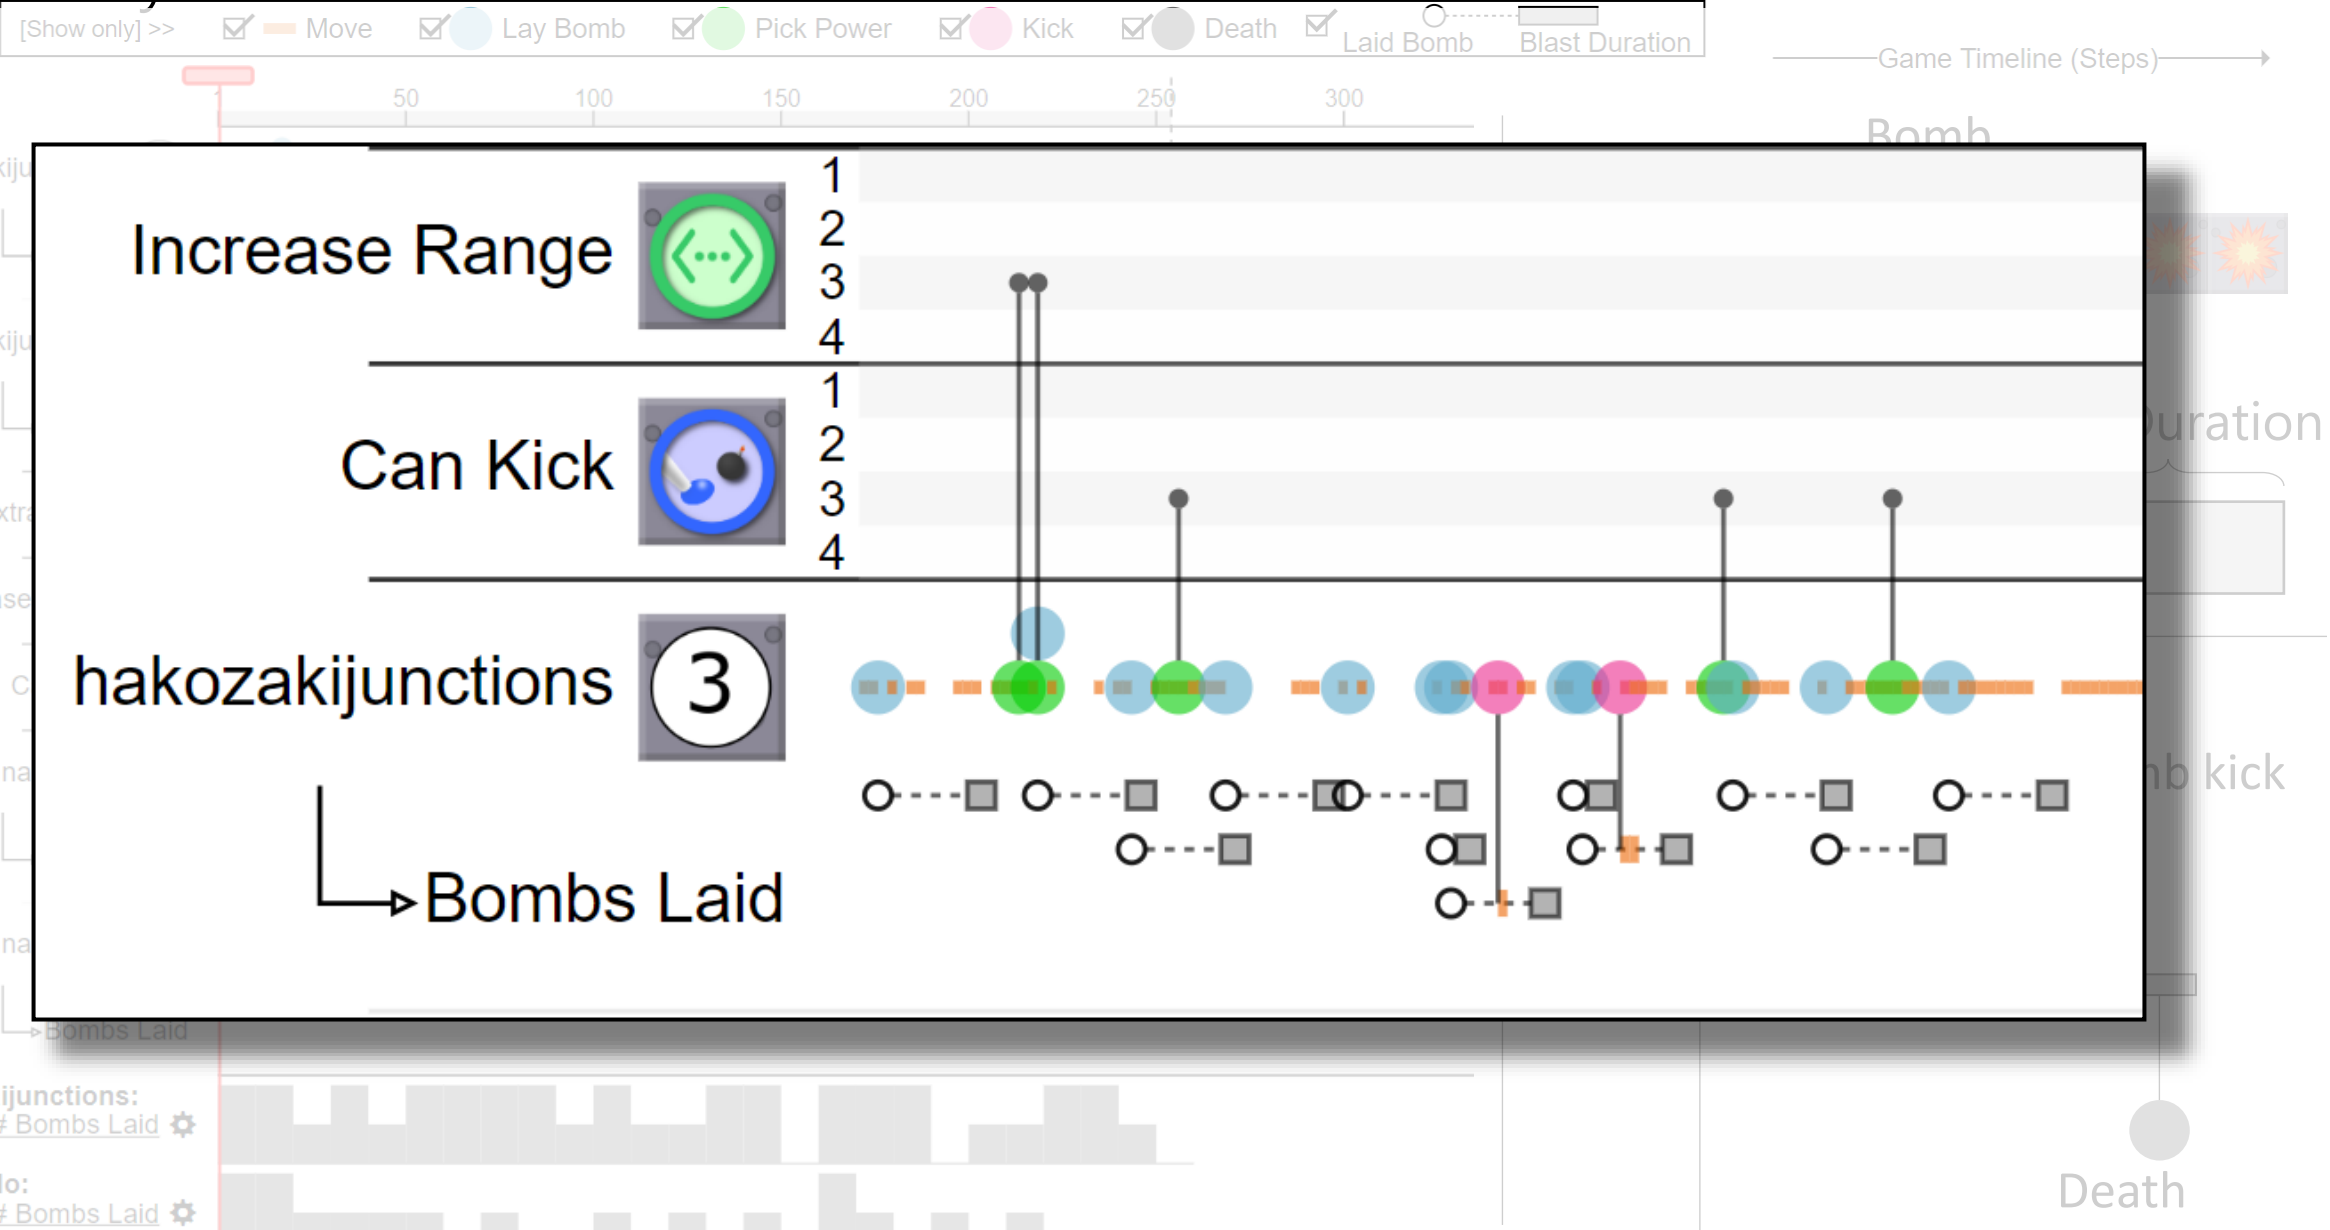 [Show only] >> Move Lay Bomb Pick Power Kick Death Laid Bomb Blast Duration
Game Timeline (Steps)
50 100 150 200 250 300
Bomb
1
Increase Range 2
3
4
1
Can Kick 2
3
4
hakozakijunctions 3
Bombs Laid
uration
kick
Bombs Laid
ijunctions:
# Bombs Laid
lo:
# Bombs Laid
Death